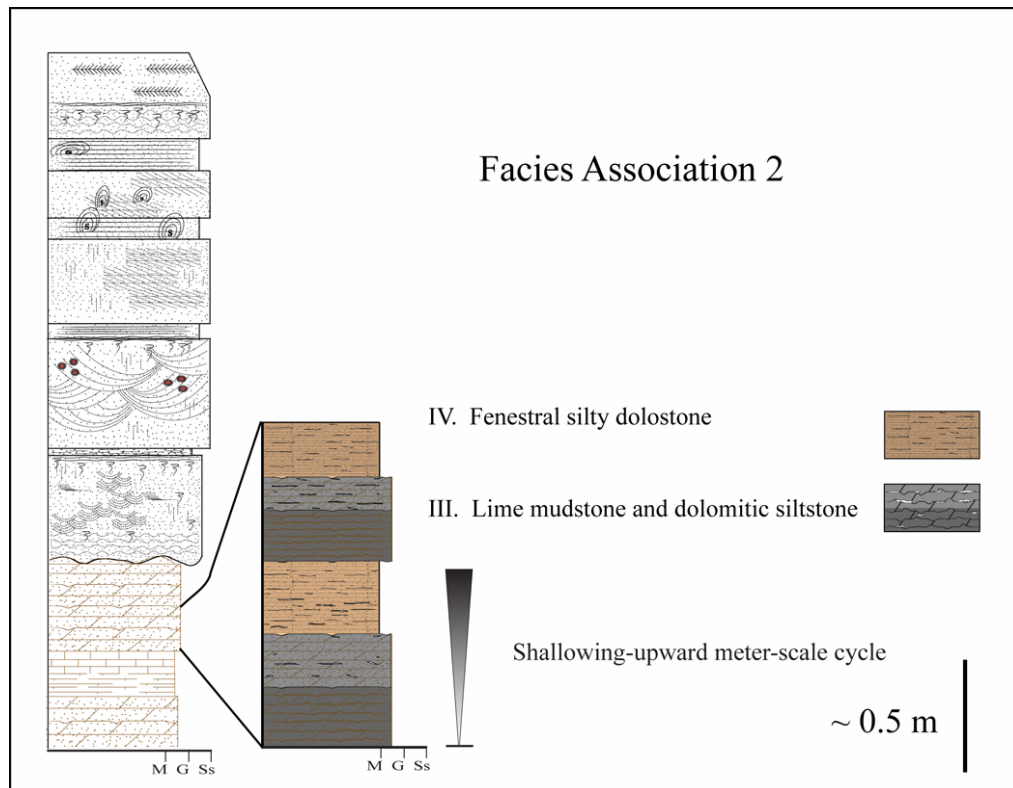 Facies Association 2
IV. Fenestral silty dolostone
III. Lime mudstone and dolomitic siltstone
Shallowing-upward meter-scale cycle
~ 0.5 m
M G Ss
M G Ss
S S
S S